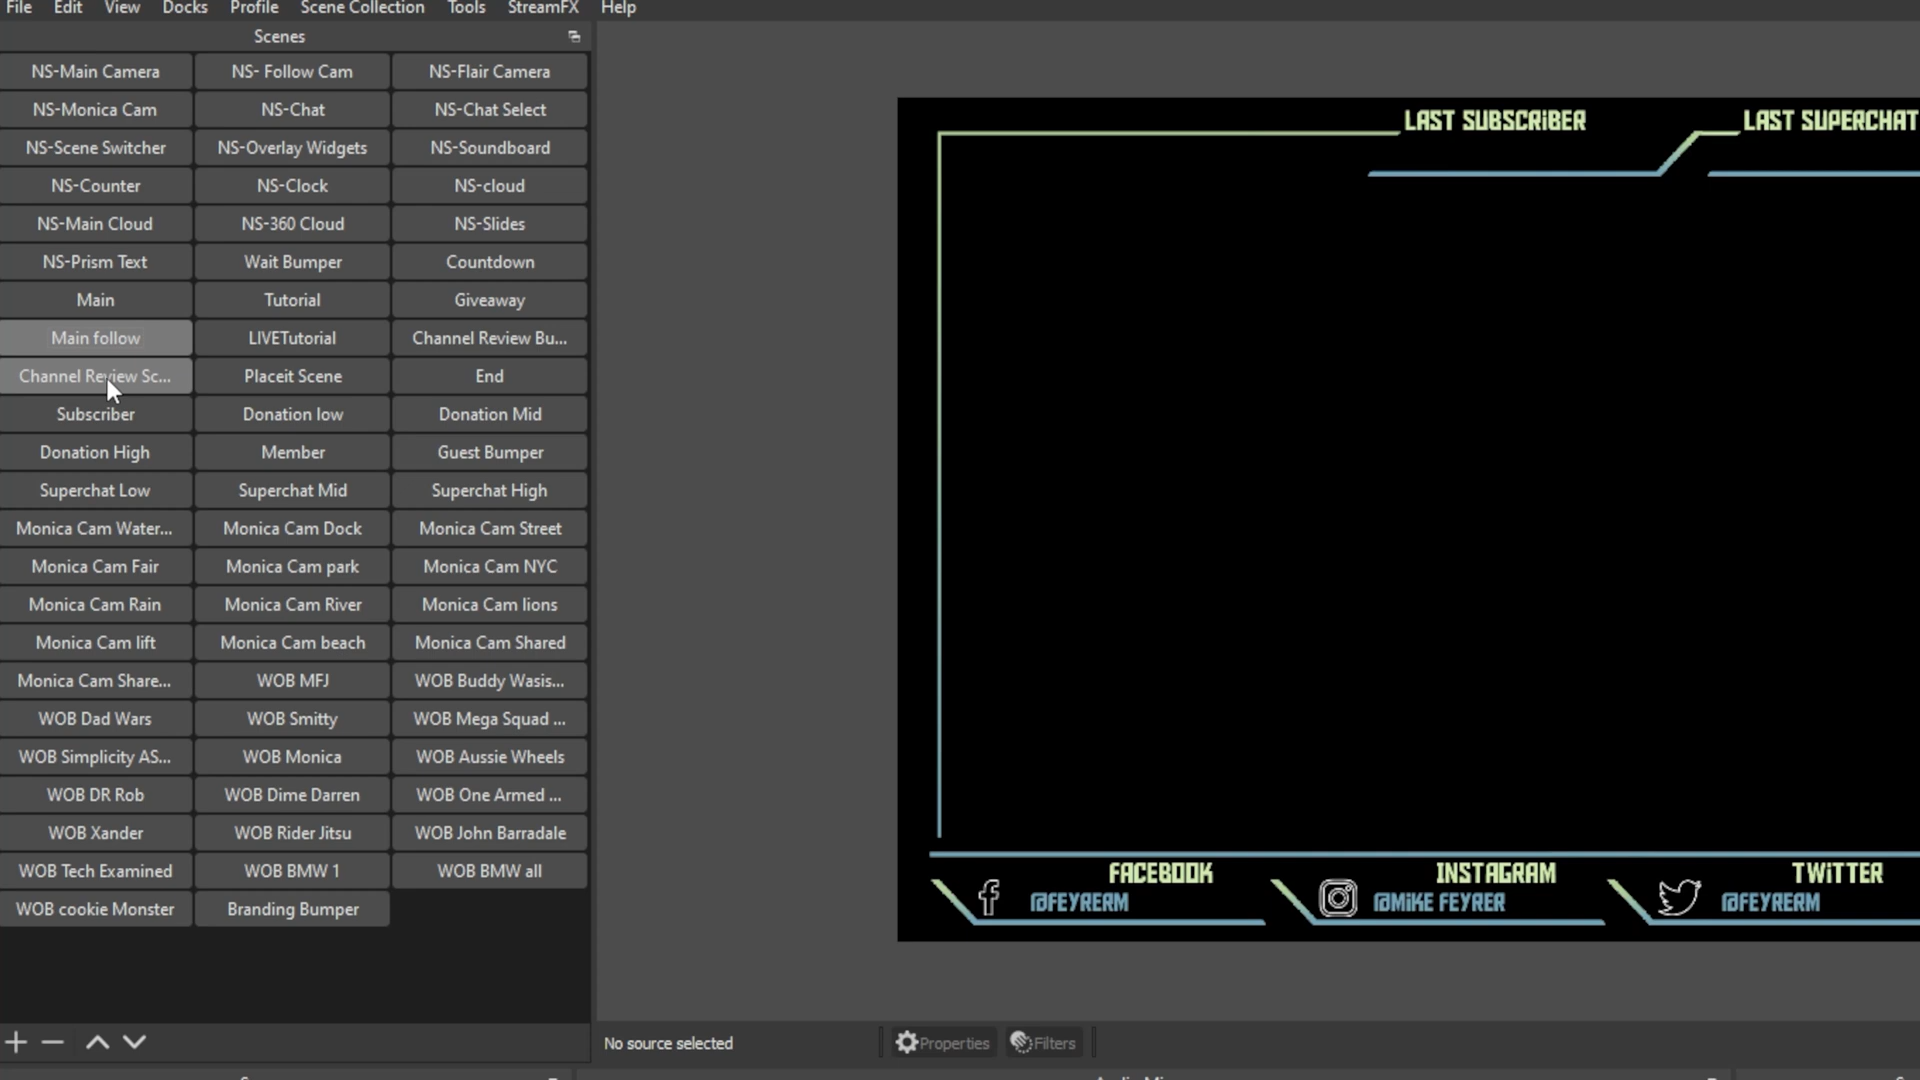 File Edit View Docks Profile Scene Collection Tools StreamFX Help
Scenes
NS-Main Camera NS- Follow Cam NS-Flair Camera
NS-Monica Cam NS-Chat NS-Chat Select
NS-Scene Switcher NS-Overlay Widgets NS-Soundboard
NS-Counter NS-Clock NS-cloud
NS-Main Cloud NS-360 Cloud NS-Slides
NS-Prism Text Wait Bumper Countdown
Main Tutorial Giveaway
Main follow LIVETutorial Channel Review Bu...
Channel Review Sc... Placeit Scene End
Subscriber Donation low Donation Mid
Donation High Member Guest Bumper
Superchat Low Superchat Mid Superchat High
Monica Cam Water... Monica Cam Dock Monica Cam Street
Monica Cam Fair Monica Cam park Monica Cam NYC
Monica Cam Rain Monica Cam River Monica Cam lions
Monica Cam lift Monica Cam beach Monica Cam Shared
Monica Cam Share... WOB MFJ WOB Buddy Wasis...
WOB Dad Wars WOB Smitty WOB Mega Squad ...
WOB Simplicity AS... WOB Monica WOB Aussie Wheels
WOB DR Rob WOB Dime Darren WOB One Armed ...
WOB Xander WOB Rider Jitsu WOB John Barradale
WOB Tech Examined WOB BMW 1 WOB BMW all
WOB cookie Monster Branding Bumper
LAST SUBSCRIBER LAST SUPERCHAT
FACEBOOK INSTAGRAM TWITTER
@FEYRERM @MIKE FEYRER @FEYRERM
No source selected Properties Filters